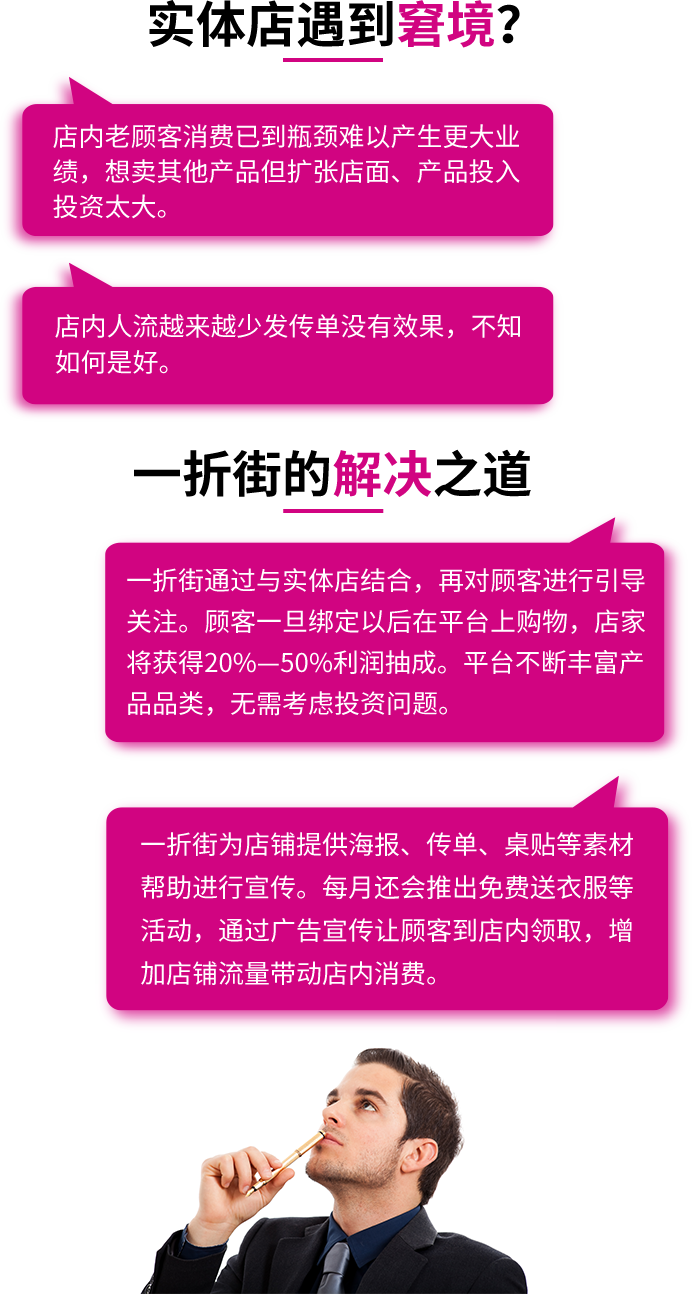 实体店遇到窘境？
店内老顾客消费已到瓶颈难以产生更大业
绩，想卖其他产品但扩张店面、产品投入
投资太大。
店内人流越来越少发传单没有效果，不知
如何是好。
一折街的解决之道
一折街通过与实体店结合，再对顾客进行引导
关注。顾客一旦绑定以后在平台上购物，店家
将获得20%—50%利润抽成。平台不断丰富产
品品类，无需考虑投资问题。
一折街为店铺提供海报、传单、桌贴等素材
帮助进行宣传。每月还会推出免费送衣服等
活动，通过广告宣传让顾客到店内领取，增
加店铺流量带动店内消费。